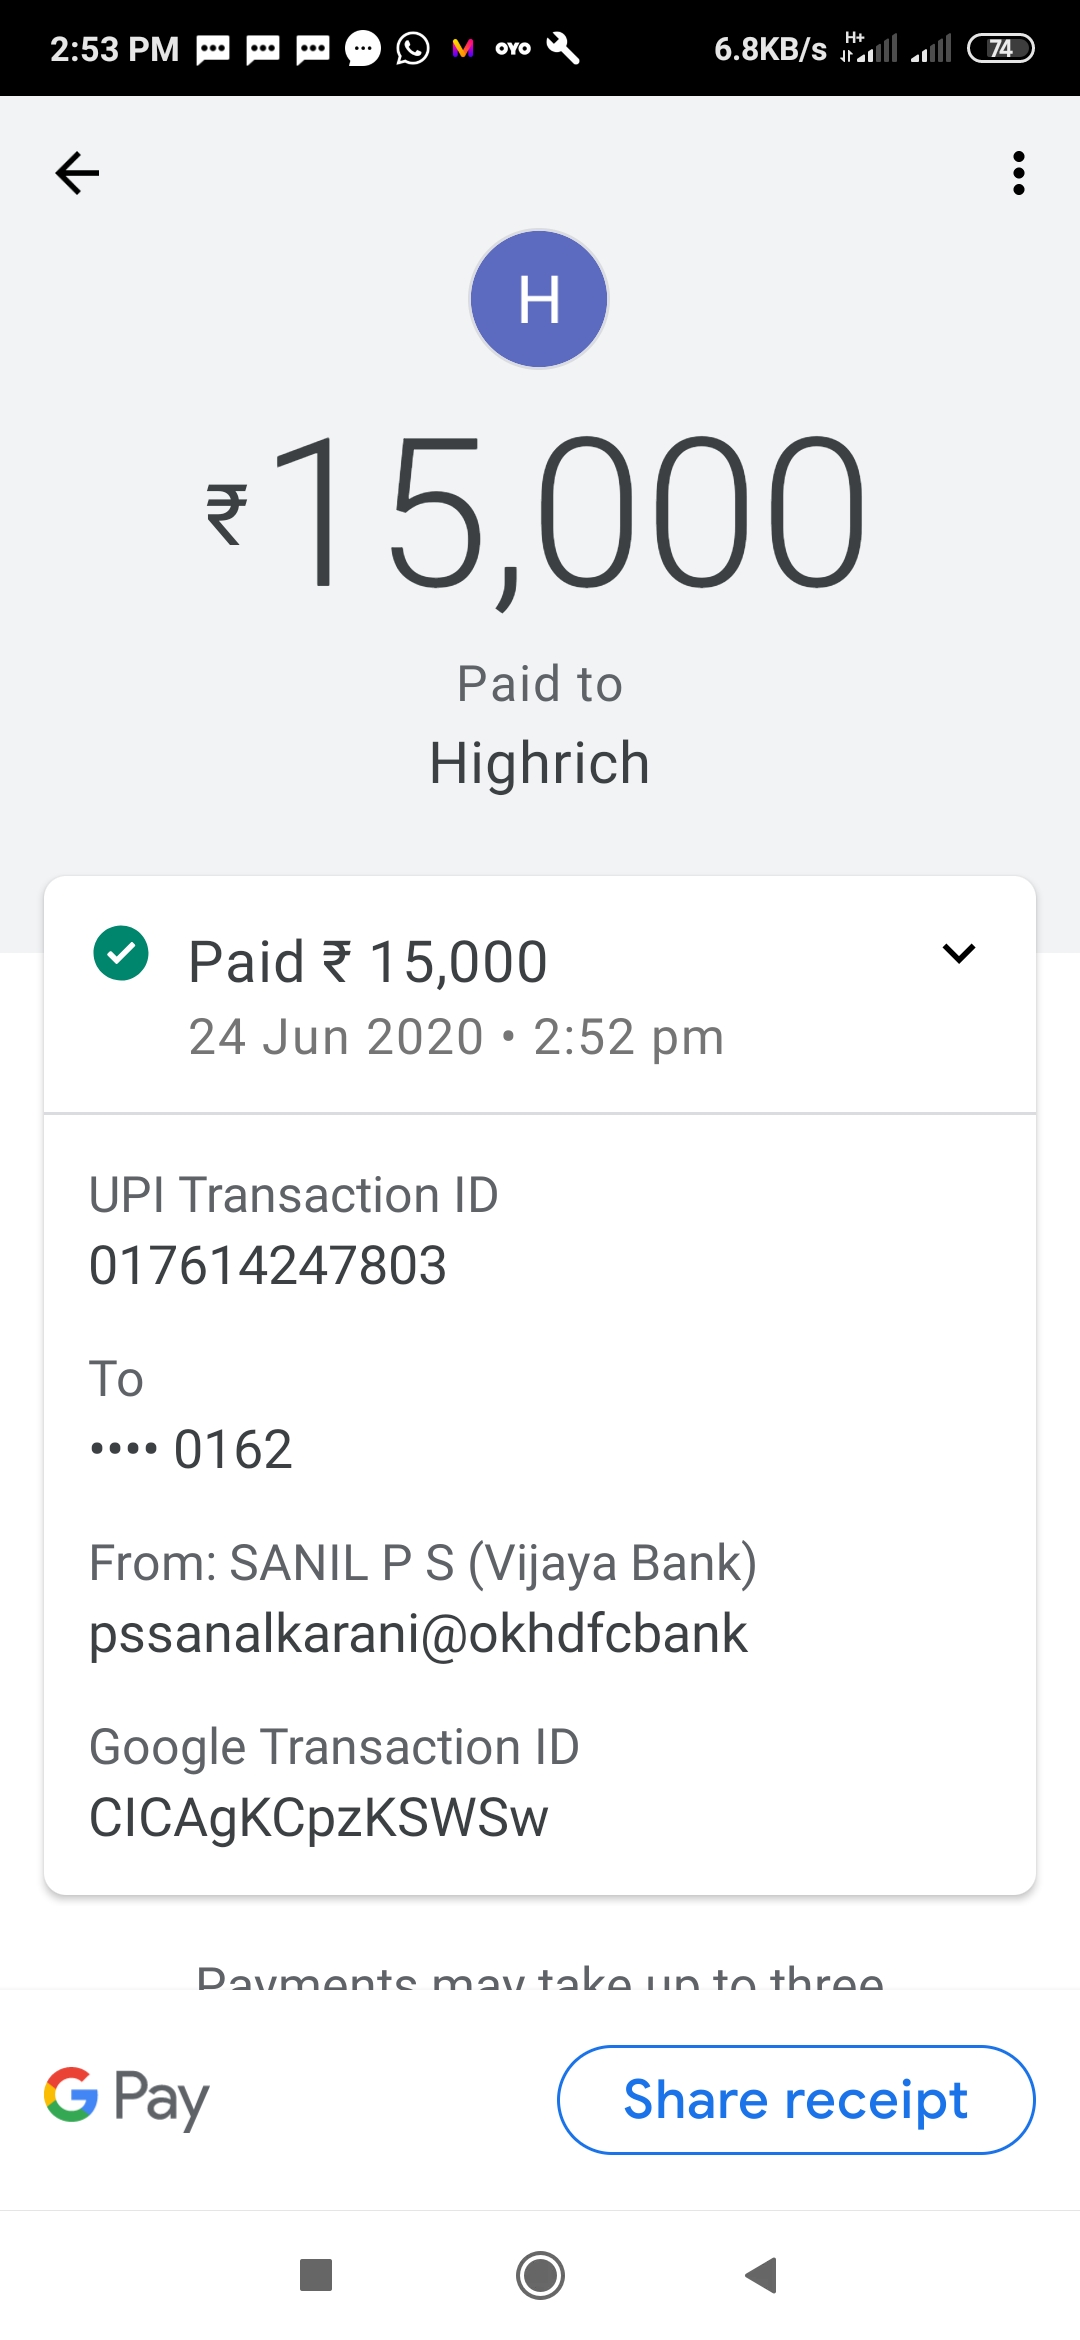 2:53 PM OYO 6.8KB/s H+ 74
H
₹15,000
Paid to
Highrich
Paid ₹ 15,000
24 Jun 2020 • 2:52 pm
UPI Transaction ID
017614247803
To
•••• 0162
From: SANIL P S (Vijaya Bank)
pssanalkarani@okhdfcbank
Google Transaction ID
CICAgKCpzKSWSw
Payments may take up to three
G Pay
Share receipt